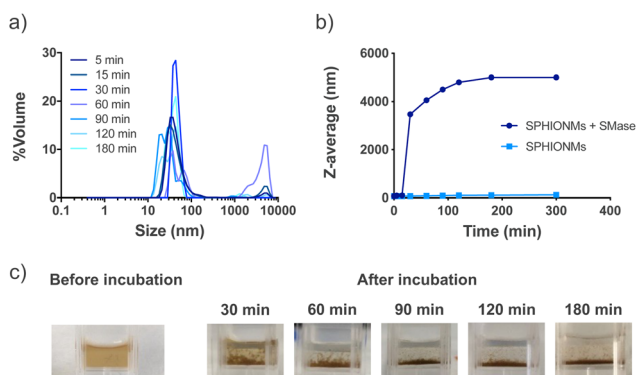 a)
%Volume
30
20
10
0
5 min
15 min
30 min
60 min
90 min
120 min
180 min
0.1 1 10 100 1000 10000
Size (nm)
b)
Z-average (nm)
6000
4000
2000
0
SPHIONMs + SMase
SPHIONMs
0 100 200 300 400
Time (min)
c)
Before incubation
After incubation
30 min 60 min 90 min 120 min 180 min